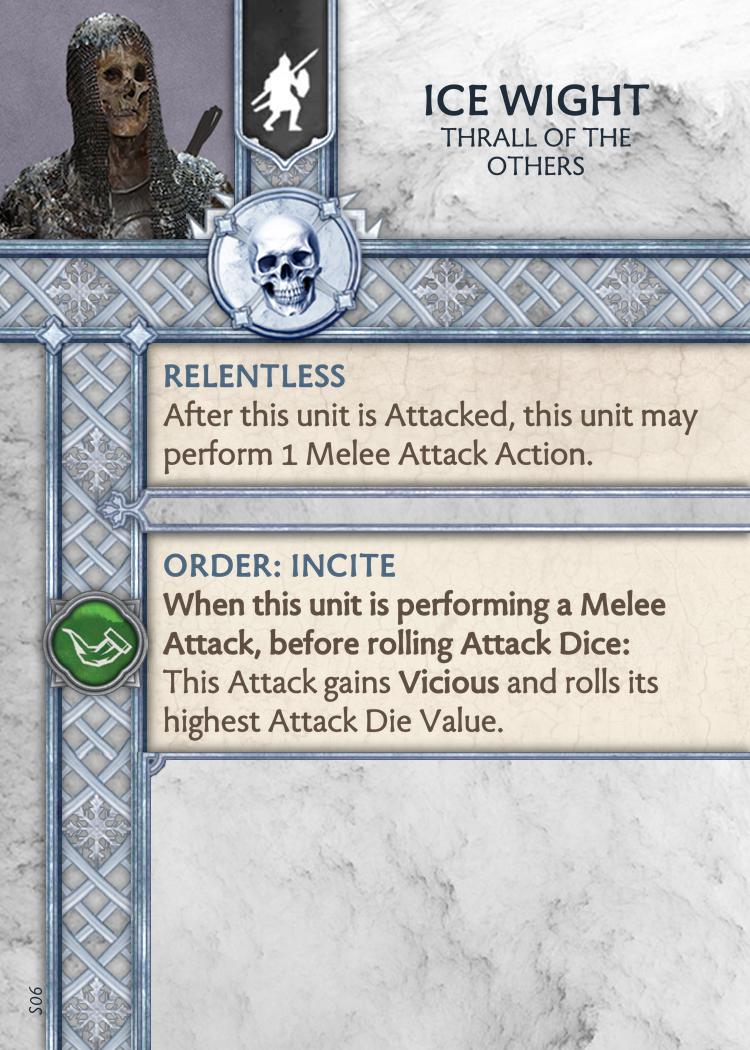 ICE WIGHT
THRALL OF THE
OTHERS
RELENTLESS
After this unit is Attacked, this unit may
perform 1 Melee Attack Action.
ORDER: INCITE
When this unit is performing a Melee
Attack, before rolling Attack Dice:
This Attack gains Vicious and rolls its
highest Attack Die Value.
S06